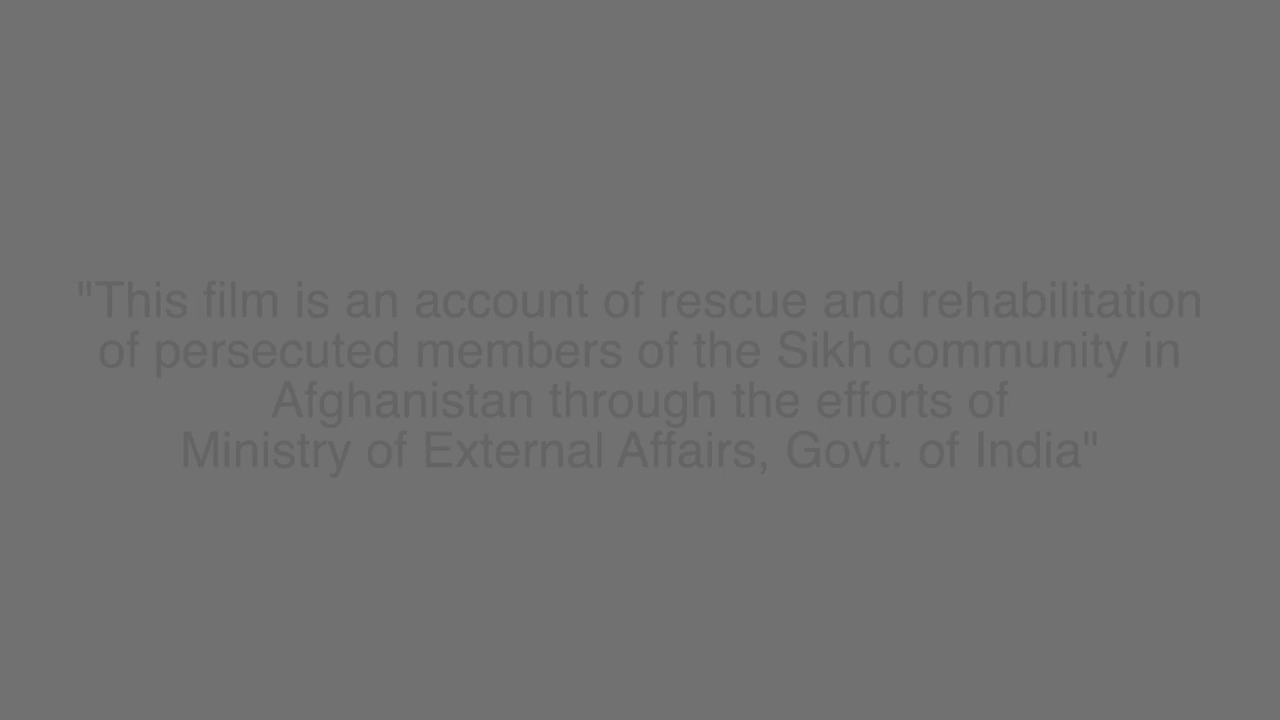 "This film is an account of rescue and rehabilitation
of persecuted members of the Sikh community in
Afghanistan through the efforts of
Ministry of External Affairs, Govt. of India"